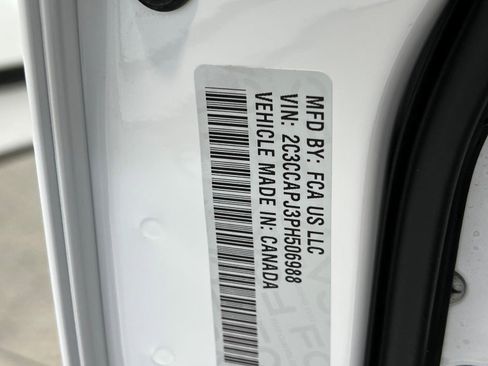 MFD BY: FCA US LLC
VIN: 2C3CCAPJ3PH506988
VEHICLE MADE IN: CANADA